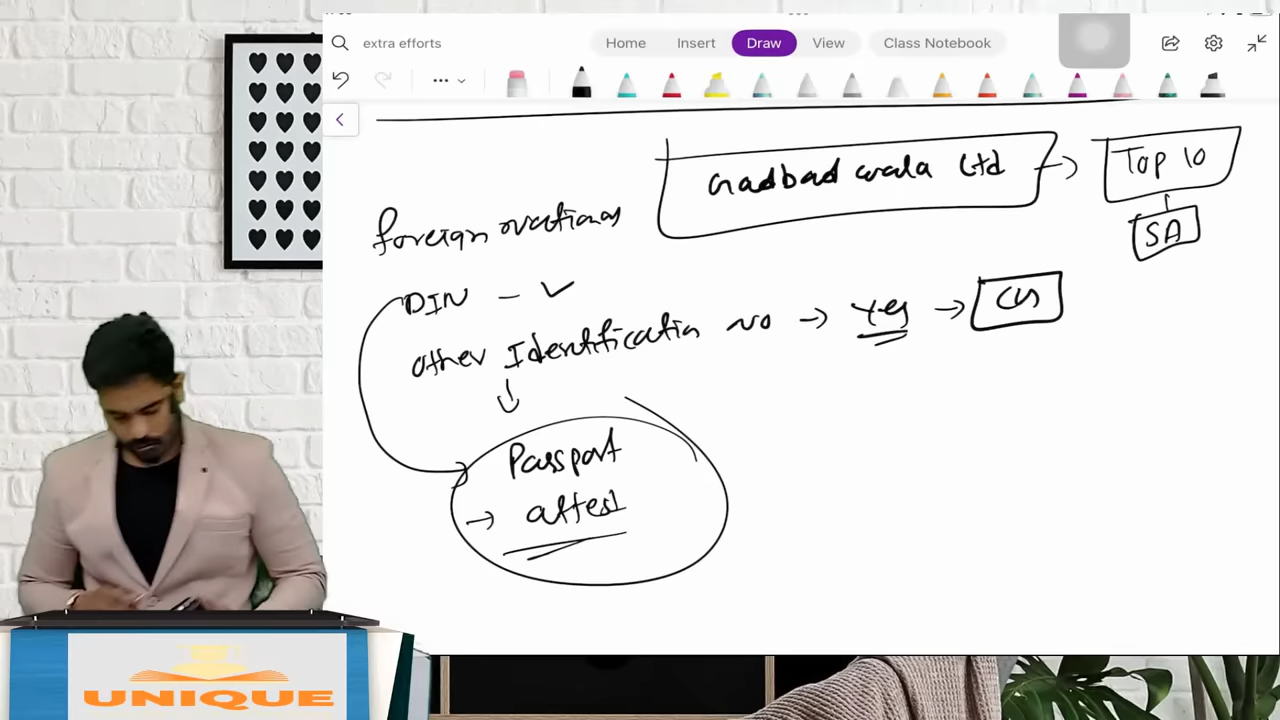 extra efforts
Home Insert Draw View Class Notebook
Gadbad wala Ltd → Top 10
SA
foreign nationals
DIN – ✓
other Identification no → Yes →
↓
Passport
→ attest
UNIQUE